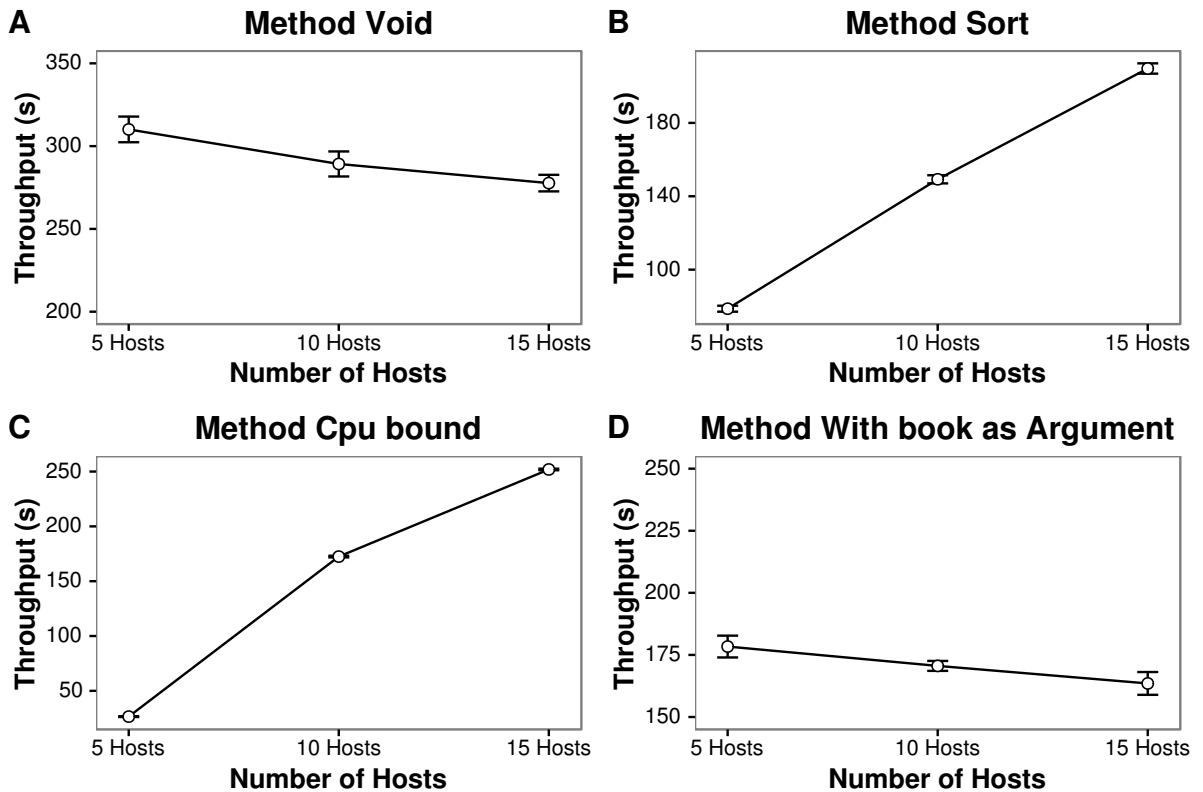 A
Method Void
Throughput (s)
350
300
250
200
5 Hosts
10 Hosts
15 Hosts
Number of Hosts
B
Method Sort
Throughput (s)
180
140
100
5 Hosts
10 Hosts
15 Hosts
Number of Hosts
C
Method Cpu bound
Throughput (s)
250
200
150
100
50
5 Hosts
10 Hosts
15 Hosts
Number of Hosts
D
Method With book as Argument
Throughput (s)
250
225
200
175
150
5 Hosts
10 Hosts
15 Hosts
Number of Hosts